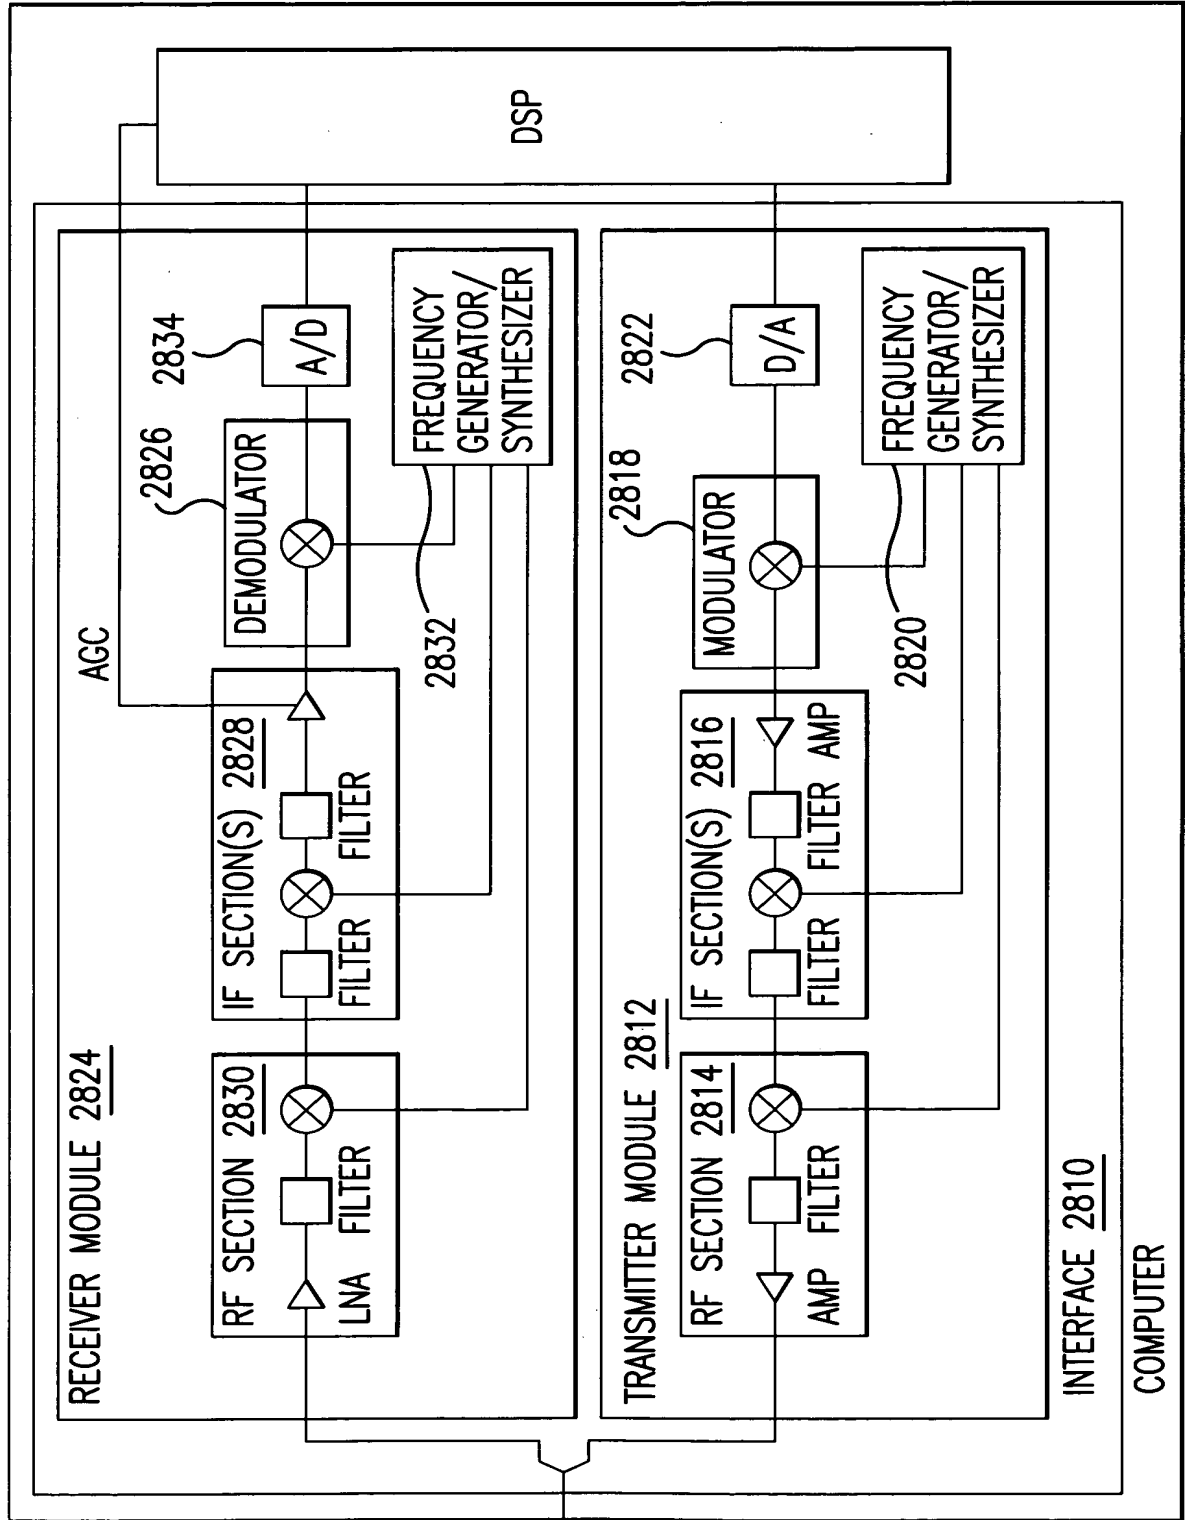 RECEIVER MODULE 2824
RF SECTION 2830
LNA
FILTER
IF SECTION(S) 2828
FILTER
FILTER
AGC
DEMODULATOR
2826
A/D
2834
FREQUENCY
GENERATOR/
SYNTHESIZER
2832
DSP
TRANSMITTER MODULE 2812
RF SECTION 2814
AMP
FILTER
IF SECTION(S) 2816
FILTER
FILTER
AMP
MODULATOR
2818
D/A
2822
FREQUENCY
GENERATOR/
SYNTHESIZER
2820
INTERFACE 2810
COMPUTER